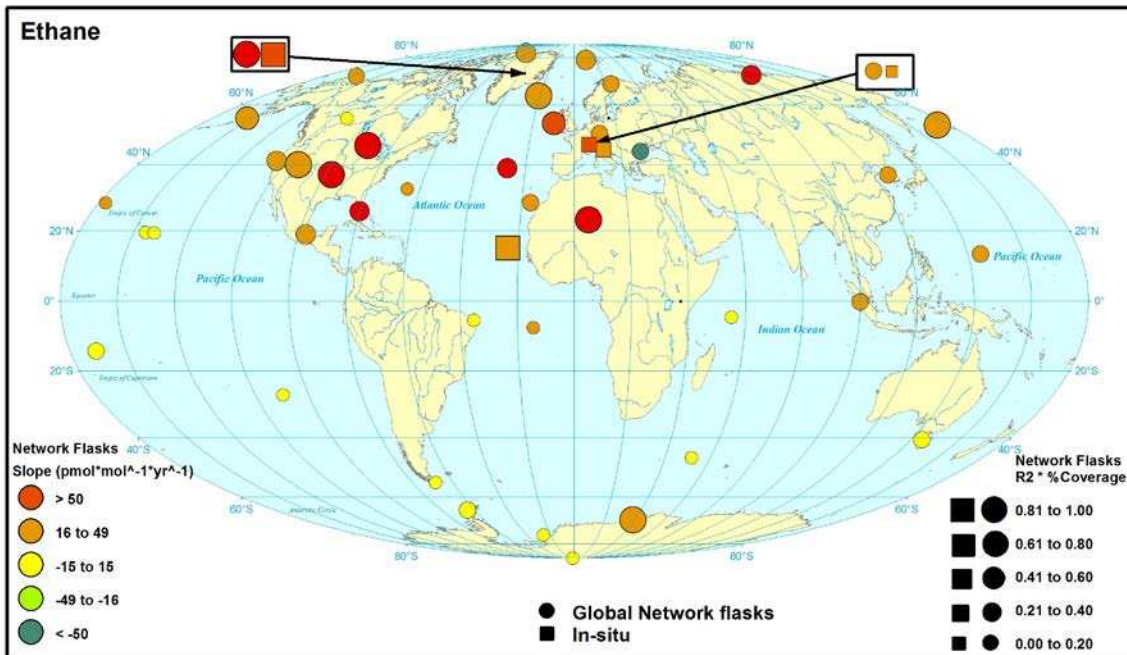 Ethane
80°N
80°N
60°N
60°N
40°N
40°N
Tropic of Cancer
Atlantic Ocean
20°N
20°N
Pacific Ocean
Pacific Ocean
Equator
0°
0°
Indian Ocean
20°S
20°S
Tropic of Capricorn
40°S
40°S
Network Flasks
Slope (pmol*mol^-1*yr^-1)
> 50
16 to 49
-15 to 15
-49 to -16
< -50
60°S
Antarctic Circle
60°S
80°S
80°S
Global Network flasks
In-situ
Network Flasks
R2 * %Coverage
0.81 to 1.00
0.61 to 0.80
0.41 to 0.60
0.21 to 0.40
0.00 to 0.20